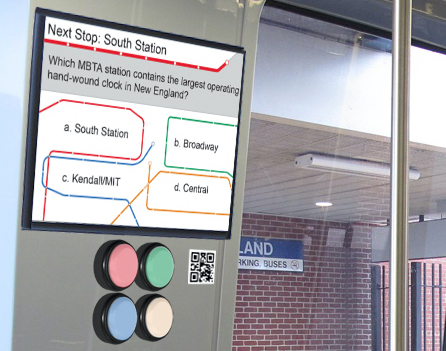 Next Stop: South Station
Which MBTA station contains the largest operating
hand-wound clock in New England?
a. South Station
b. Broadway
c. Kendall/MIT
d. Central
LAND
RKING. BUSES